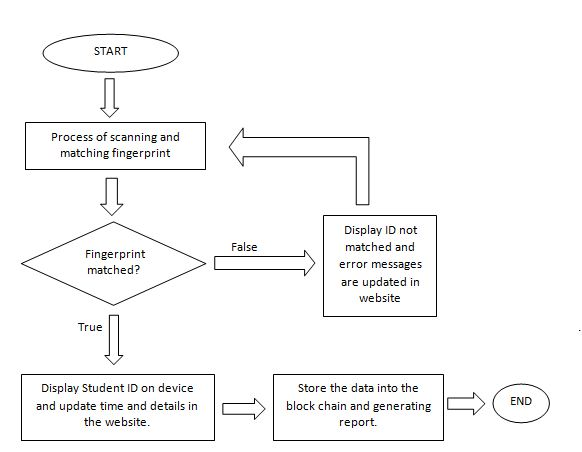 START
Process of scanning and
matching fingerprint
Fingerprint
matched?
False
Display ID not
matched and
error messages
are updated in
website
True
Display Student ID on device
and update time and details in
the website.
Store the data into the
block chain and generating
report.
END
.